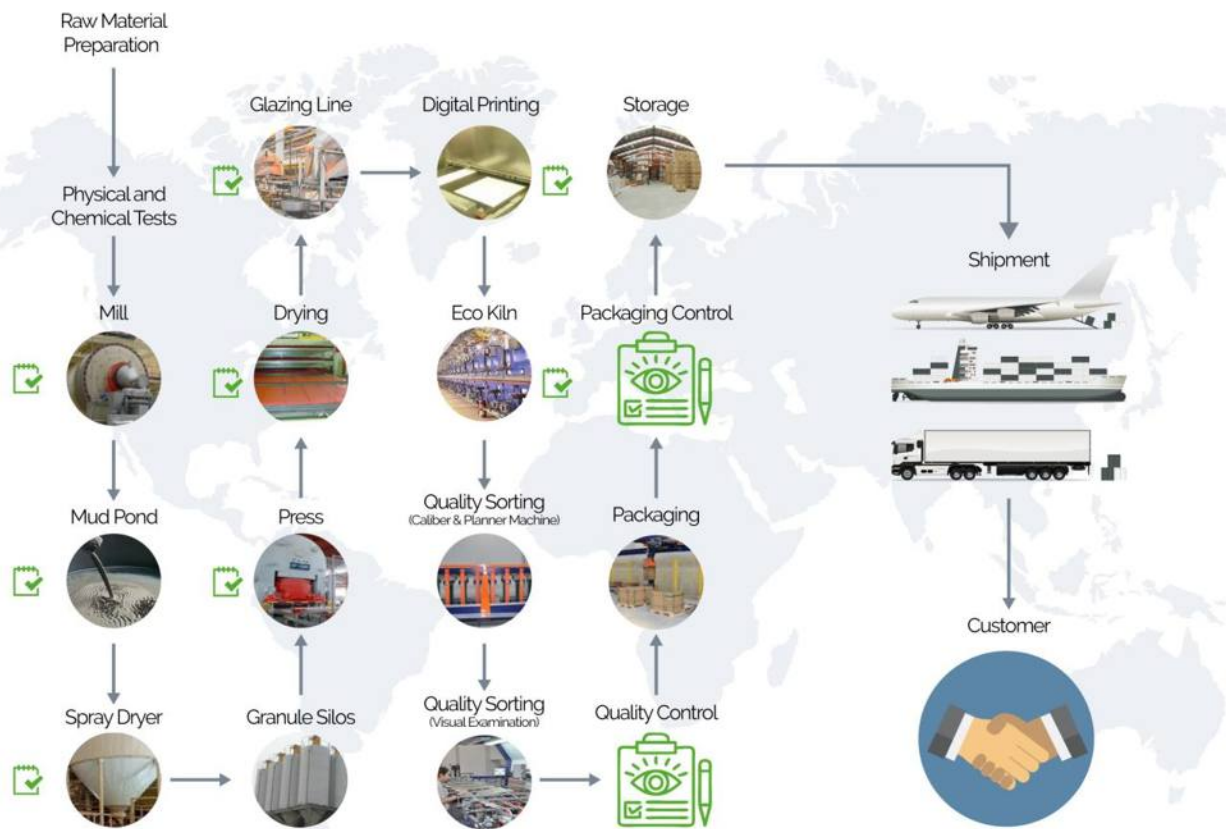 Raw Material
Preparation
Physical and
Chemical Tests
Mill
Mud Pond
Spray Dryer
Granule Silos
Press
Drying
Glazing Line
Digital Printing
Eco Kiln
Quality Sorting
(Caliber & Planner Machine)
Quality Sorting
(Visual Examination)
Quality Control
Packaging
Packaging Control
Storage
Shipment
Customer